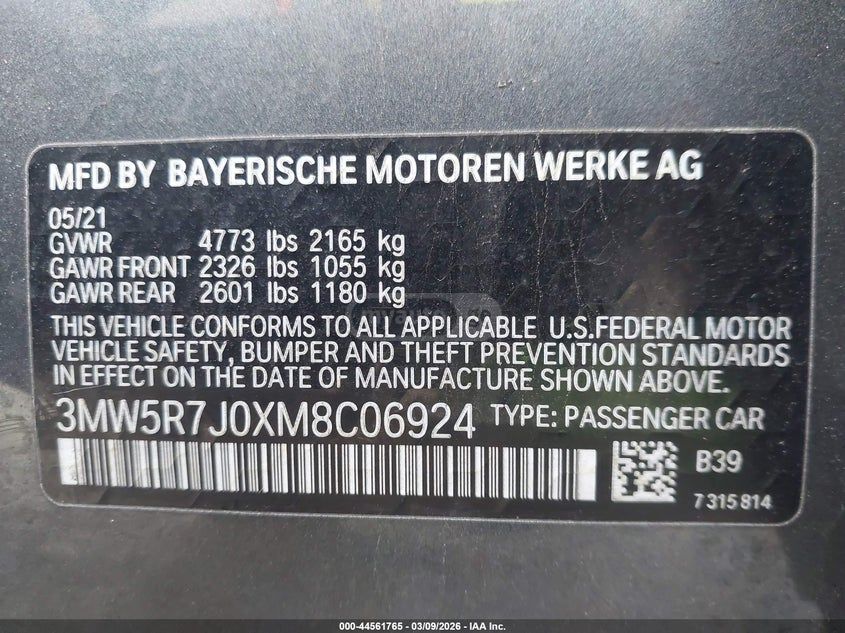 MFD BY BAYERISCHE MOTOREN WERKE AG
05/21
GVWR 4773 lbs 2165 kg
GAWR FRONT 2326 lbs 1055 kg
GAWR REAR 2601 lbs 1180 kg
THIS VEHICLE CONFORMS TO ALL APPLICABLE U.S.FEDERAL MOTOR
VEHICLE SAFETY, BUMPER AND THEFT PREVENTION STANDARDS
IN EFFECT ON THE DATE OF MANUFACTURE SHOWN ABOVE.
3MW5R7J0XM8C06924 TYPE: PASSENGER CAR
B39
7 315 814
000-44561765 - 03/09/2026 - IAA Inc.